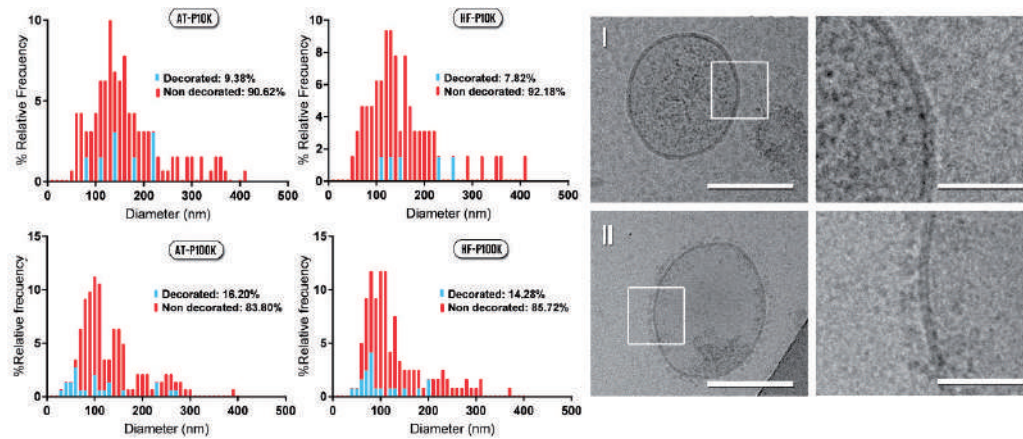 AT-P10K
% Relative Frecuency
10
5
0
Decorated: 9.38%
Non decorated: 90.62%
0 100 200 300 400 500
Diameter (nm)
HF-P10K
% Relative Frecuency
10
8
6
4
2
0
Decorated: 7.82%
Non decorated: 92.18%
0 100 200 300 400 500
Diameter (nm)
I
AT-P100K
%Relative frecuency
15
10
5
0
Decorated: 16.20%
Non decorated: 83.80%
0 100 200 300 400 500
Diameter (nm)
HF-P100K
%Relative frecuency
15
10
5
0
Decorated: 14.28%
Non decorated: 85.72%
0 100 200 300 400 500
Diameter (nm)
II